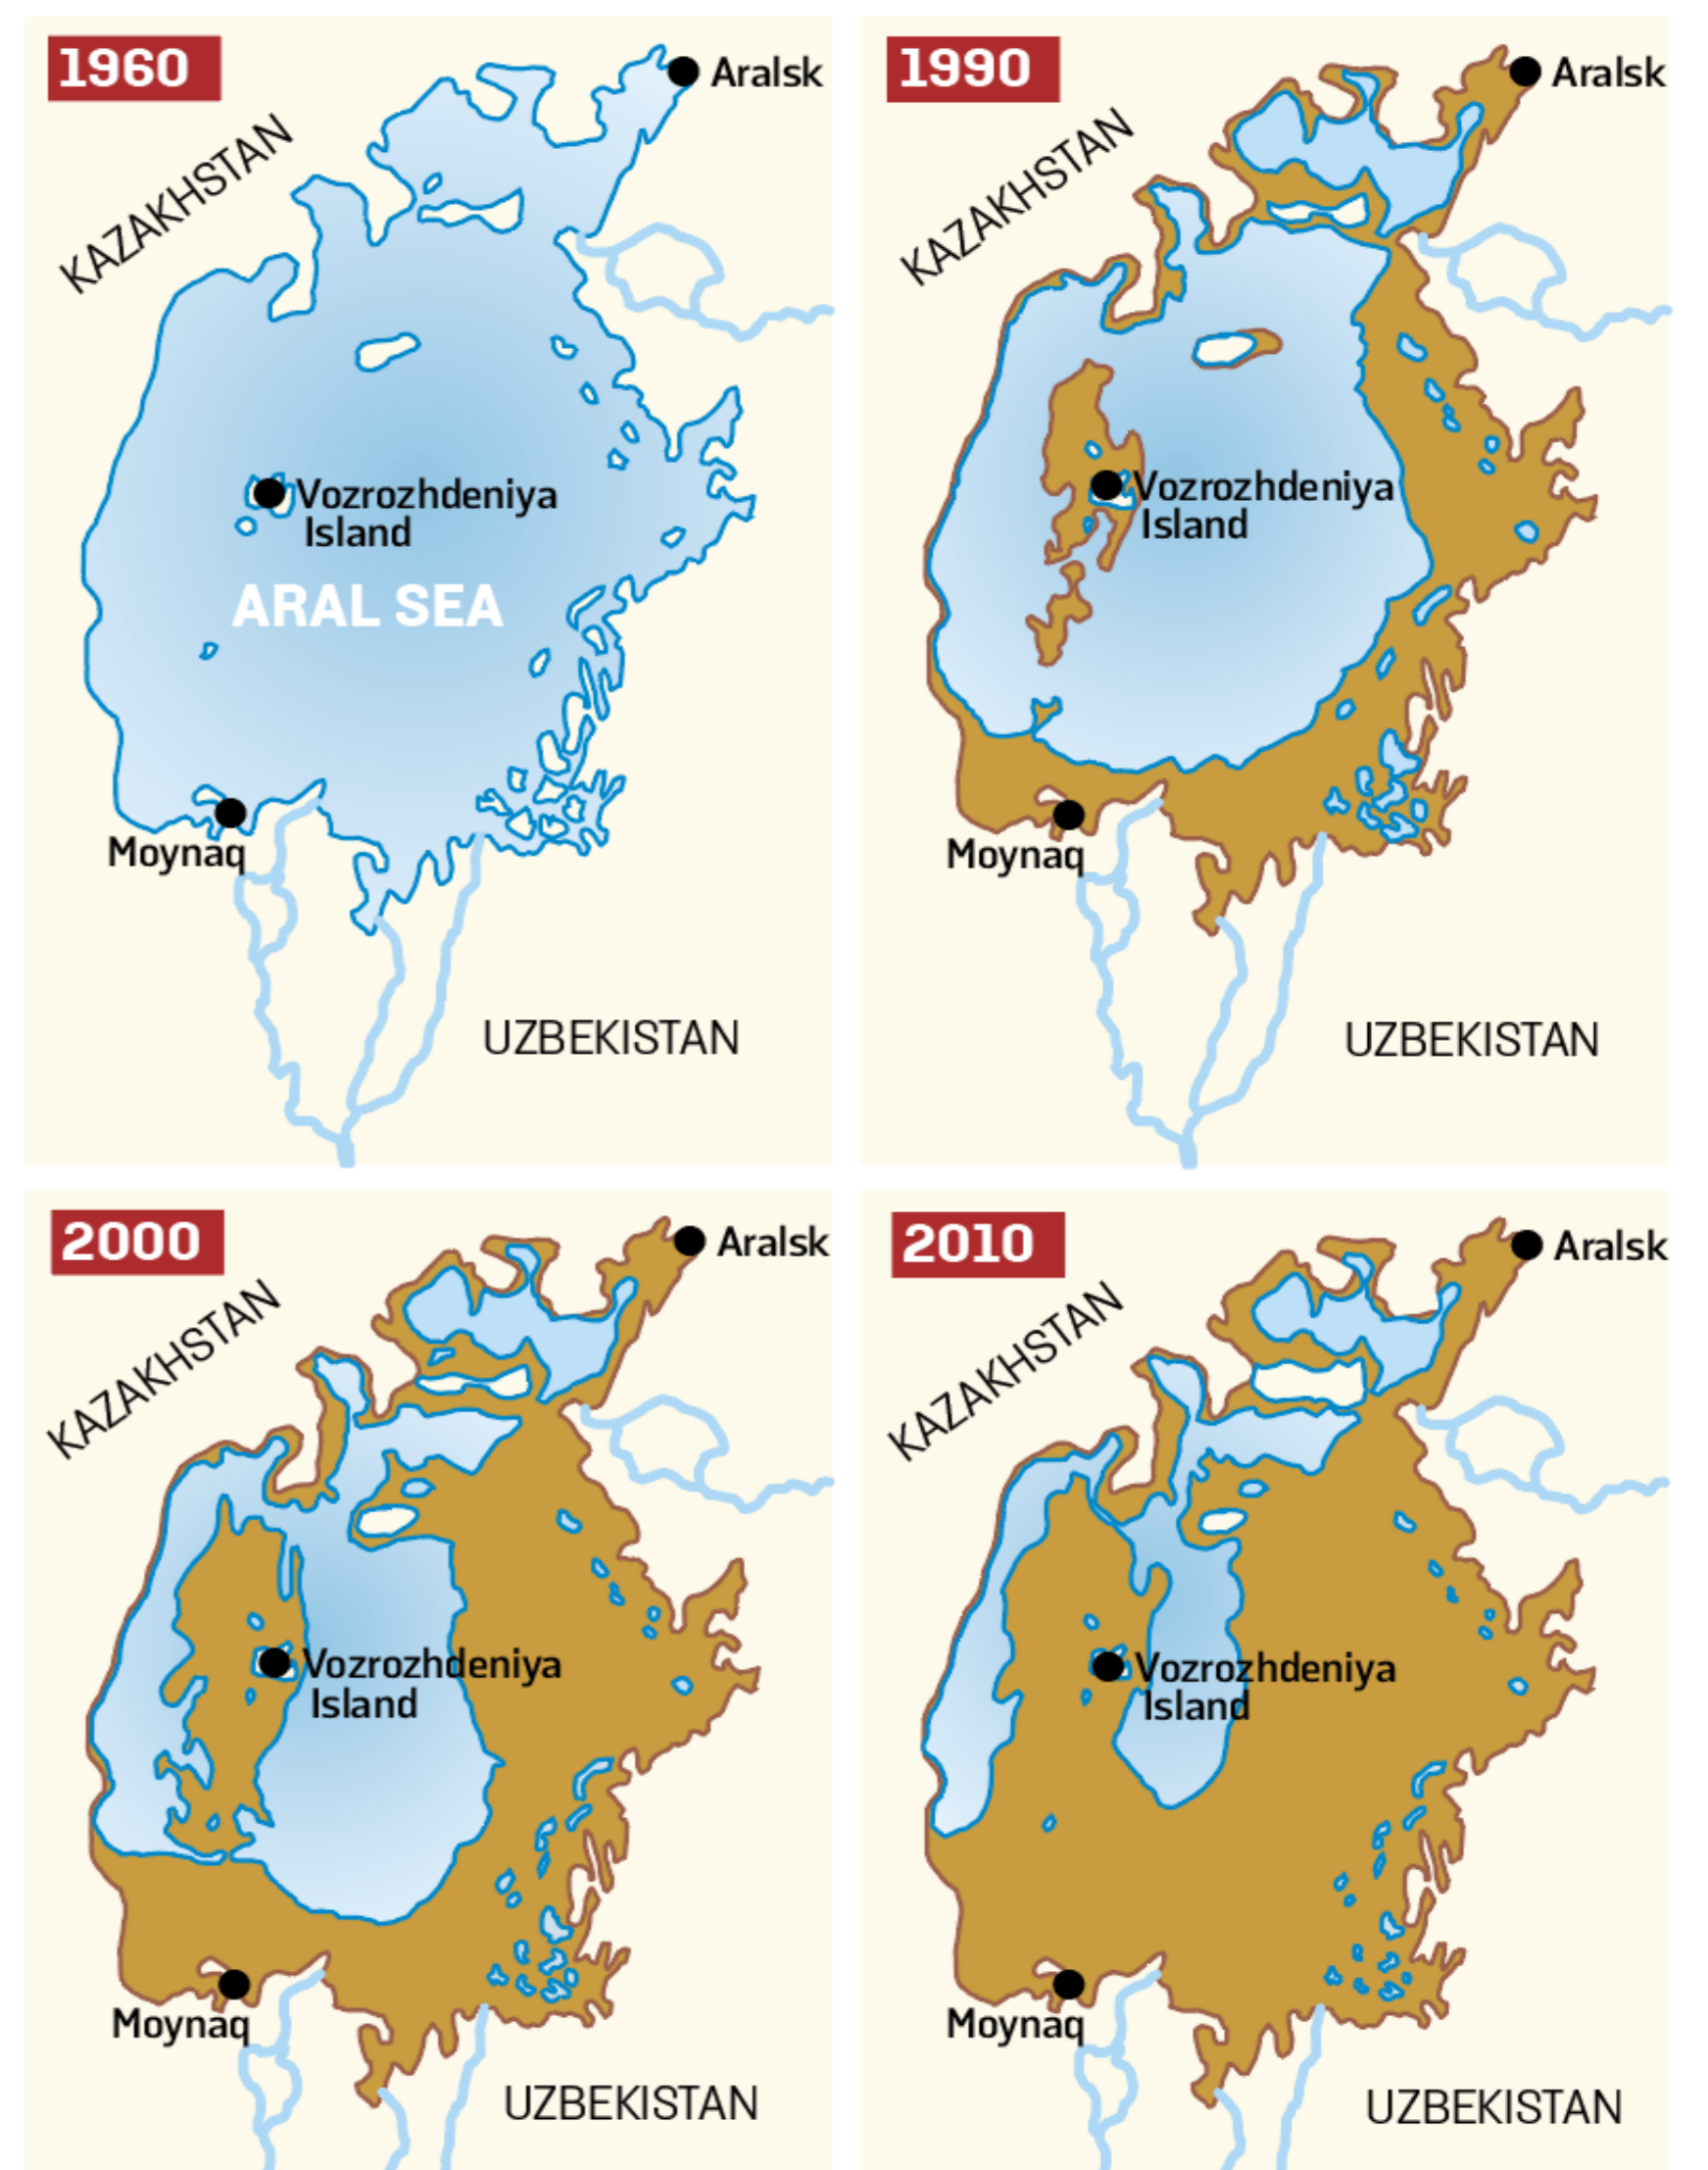 1960
Aralsk
KAZAKHSTAN
Vozrozhdeniya
Island
ARAL SEA
Moynaq
UZBEKISTAN
1990
Aralsk
KAZAKHSTAN
Vozrozhdeniya
Island
Moynaq
UZBEKISTAN
2000
Aralsk
KAZAKHSTAN
Vozrozhdeniya
Island
Moynaq
UZBEKISTAN
2010
Aralsk
KAZAKHSTAN
Vozrozhdeniya
Island
Moynaq
UZBEKISTAN